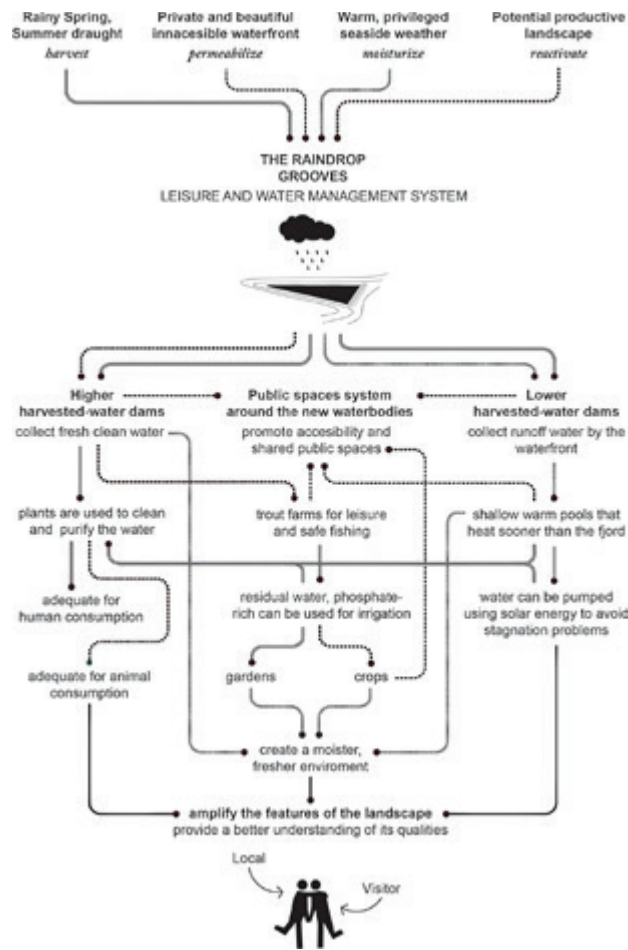 Rainy Spring,
Summer draught
harvest
Private and beautiful
innacesible waterfront
permeabilize
Warm, privileged
seaside weather
moisturize
Potential productive
landscape
reactivate
THE RAINDROP
GROOVES
LEISURE AND WATER MANAGEMENT SYSTEM
Higher
harvested-water dams
collect fresh clean water
Public spaces system
around the new waterbodies
promote accesibility and
shared public spaces
Lower
harvested-water dams
collect runoff water by the
waterfront
plants are used to clean
and purify the water
trout farms for leisure
and safe fishing
shallow warm pools that
heat sooner than the fjord
adequate for
human consumption
residual water, phosphate-
rich can be used for irrigation
water can be pumped
using solar energy to avoid
stagnation problems
adequate for animal
consumption
gardens
crops
create a moister,
fresher enviroment
amplify the features of the landscape
provide a better understanding of its qualities
Local
Visitor